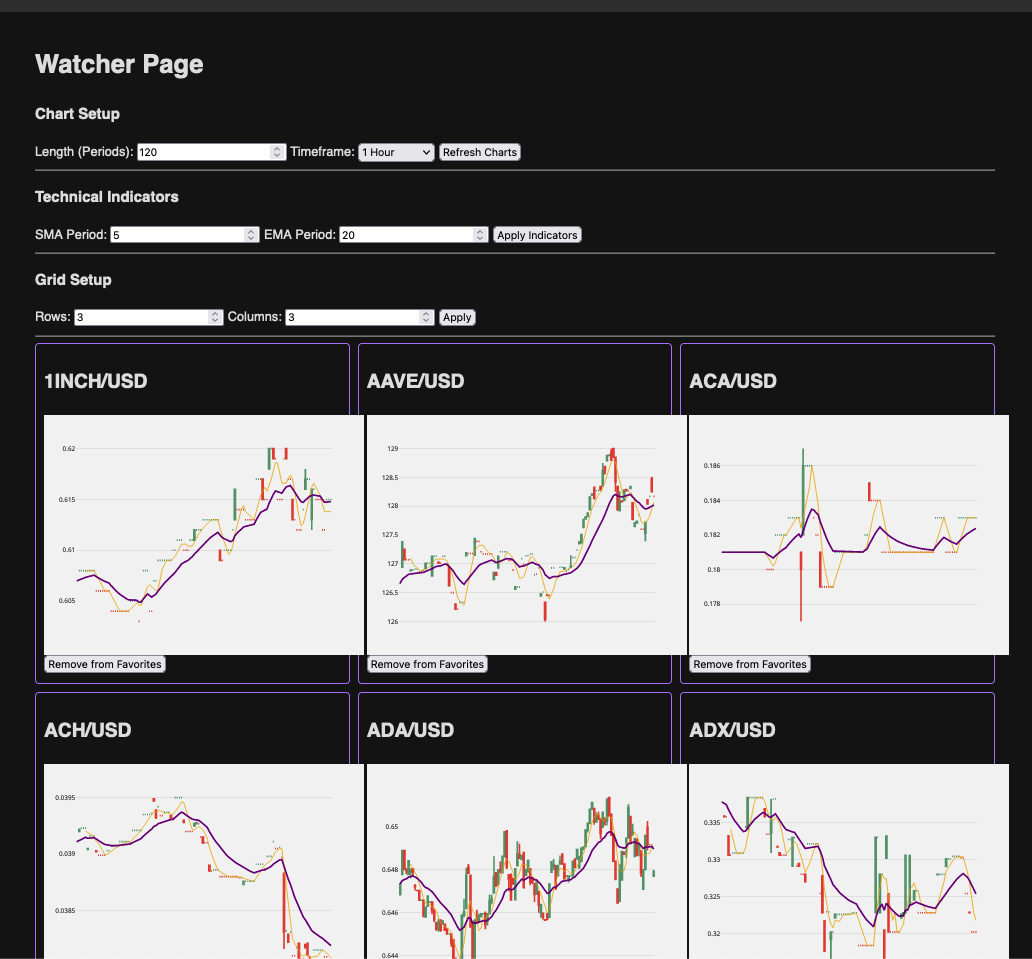 Watcher Page
Chart Setup
Length (Periods): 120 Timeframe: 1 Hour Refresh Charts
Technical Indicators
SMA Period: 5 EMA Period: 20 Apply Indicators
Grid Setup
Rows: 3 Columns: 3 Apply
1INCH/USD
0.62
0.615
0.61
0.605
Remove from Favorites
AAVE/USD
129
128.5
128
127.5
127
126.5
126
Remove from Favorites
ACA/USD
0.186
0.184
0.182
0.18
0.178
Remove from Favorites
ACH/USD
0.0395
0.039
0.0385
ADA/USD
0.65
0.648
0.646
0.644
ADX/USD
0.335
0.33
0.325
0.32